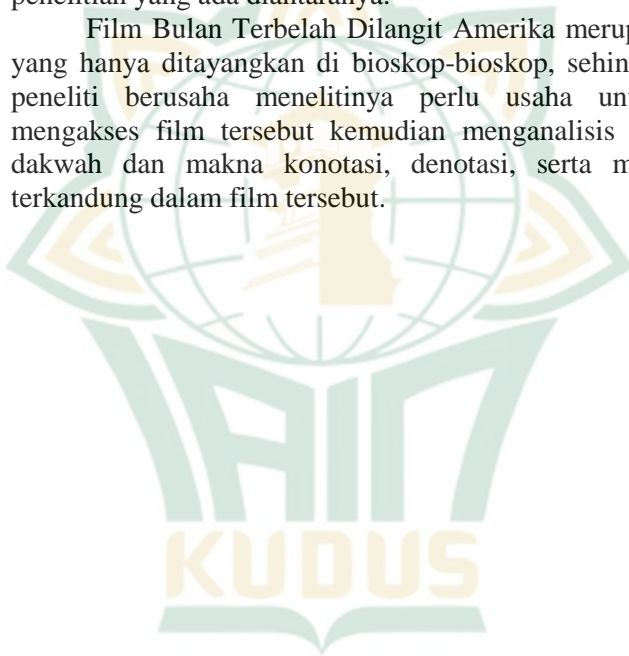 penelitian yang ada diantaranya.
Film Bulan Terbelah Dilangit Amerika merup
yang hanya ditayangkan di bioskop-bioskop, sehin
peneliti berusaha menelitinya perlu usaha un
mengakses film tersebut kemudian menganalisis
dakwah dan makna konotasi, denotasi, serta m
terkandung dalam film tersebut.
IAIN
KUDUS